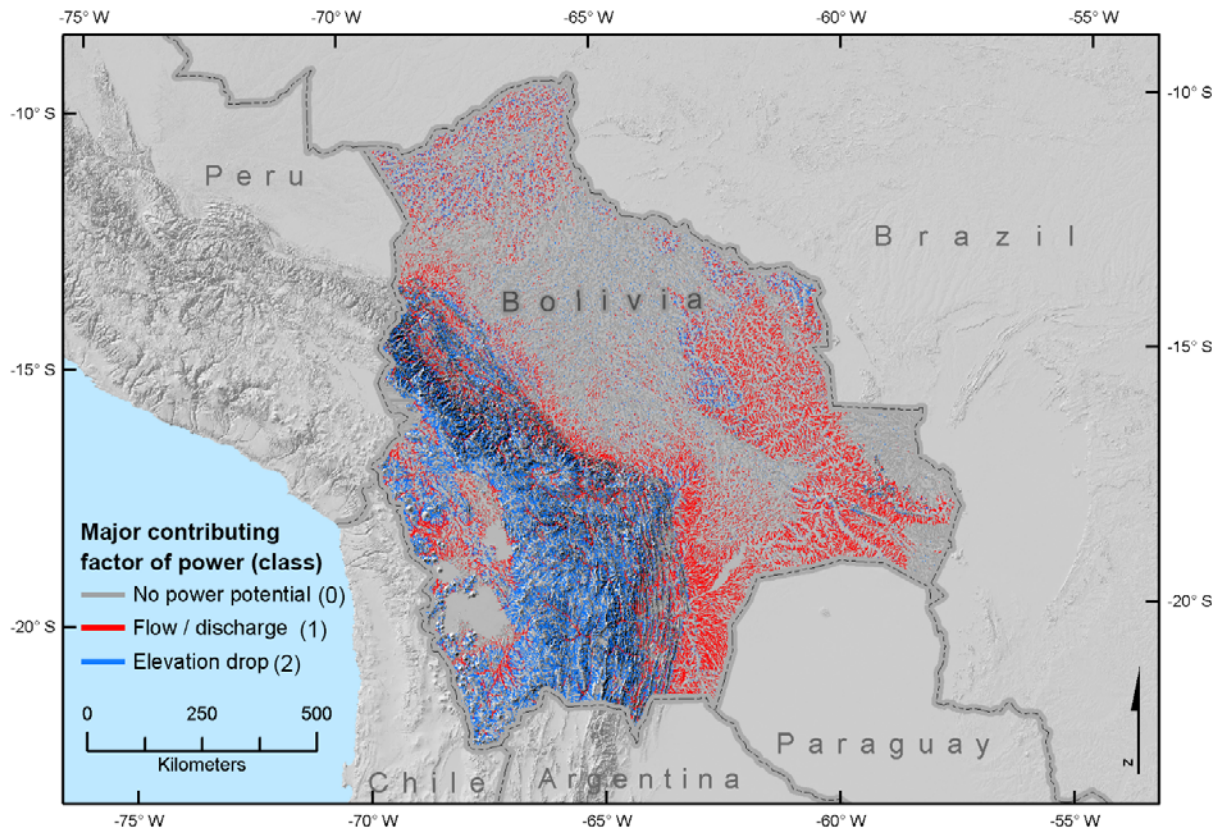 -75° W -70° W -65° W -60° W -55° W
-10° S
-10° S
Peru
Brazil
Bolivia
-15° S
-15° S
Major contributing
factor of power (class)
No power potential (0)
Flow / discharge (1)
Elevation drop (2)
-20° S
-20° S
0 250 500
Kilometers
Paraguay
N
Chile Argentina
-75° W -70° W -65° W -60° W -55° W